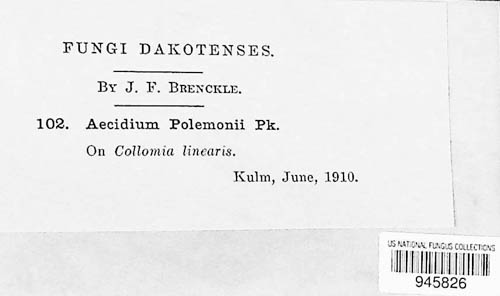 FUNGI DAKOTENSES.
BY J. F. BRENCKLE.
102. Aecidium Polemonii Pk.
On Collomia linearis.
Kulm, June, 1910.
US NATIONAL FUNGUS COLLECTIONS
945826